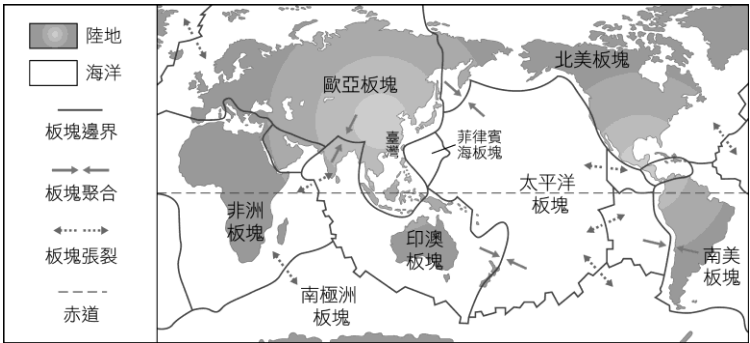 陸地
海洋
板塊邊界
板塊聚合
板塊張裂
赤道
歐亞板塊
北美板塊
臺灣
菲律賓
海板塊
太平洋
板塊
非洲
板塊
印澳
板塊
南美
板塊
南極洲
板塊